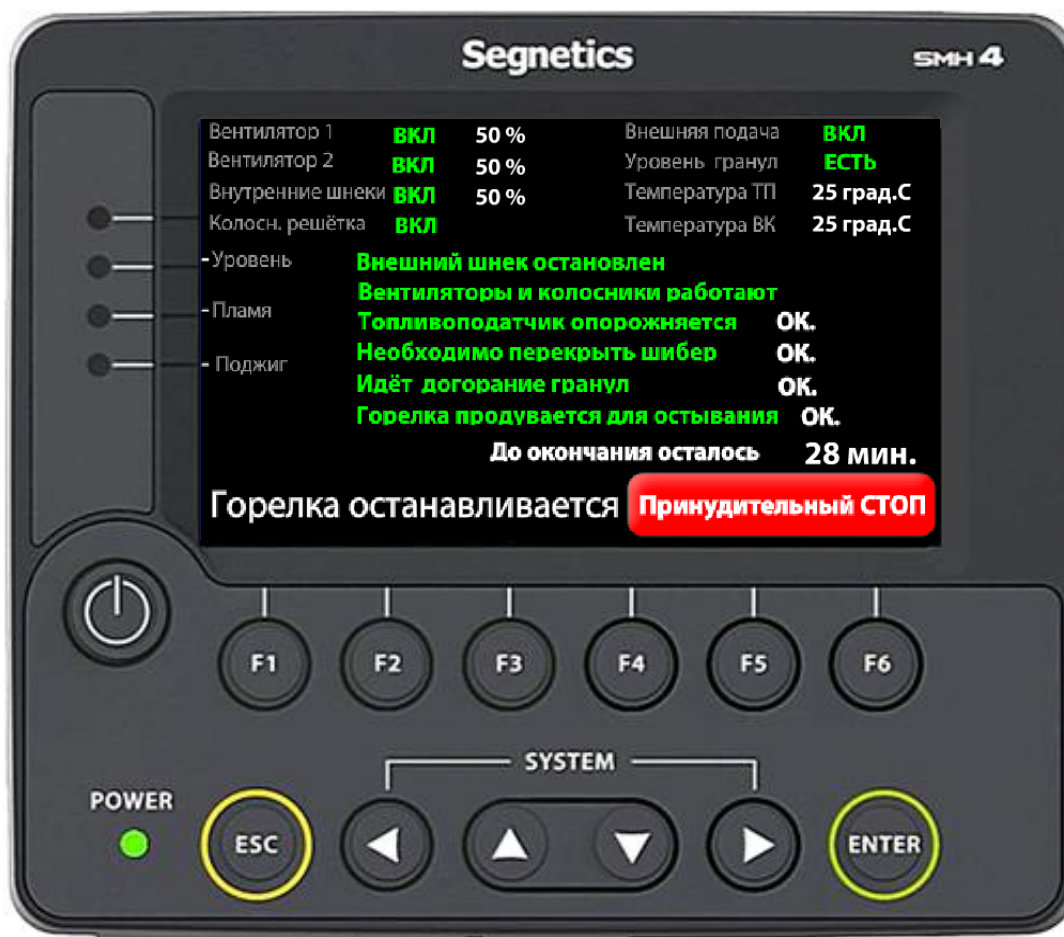 Segnetics
SMH 4
Вентилятор 1 ВКЛ 50 % Внешняя подача ВКЛ
Вентилятор 2 ВКЛ 50 % Уровень гранул ЕСТЬ
Внутренние шнеки ВКЛ 50 % Температура ТП 25 град.С
Колосн. решётка ВКЛ Температура ВК 25 град.С
- Уровень Внешний шнек остановлен
Вентиляторы и колосники работают
- Пламя
Топливоподатчик опорожняется ОК.
Необходимо перекрыть шибер ОК.
- Поджиг
Идёт догорание гранул ОК.
Горелка продувается для остывания ОК.
До окончания осталось 28 мин.
Горелка останавливается Принудительный СТОП
F1 F2 F3 F4 F5 F6
SYSTEM
POWER
ESC ENTER